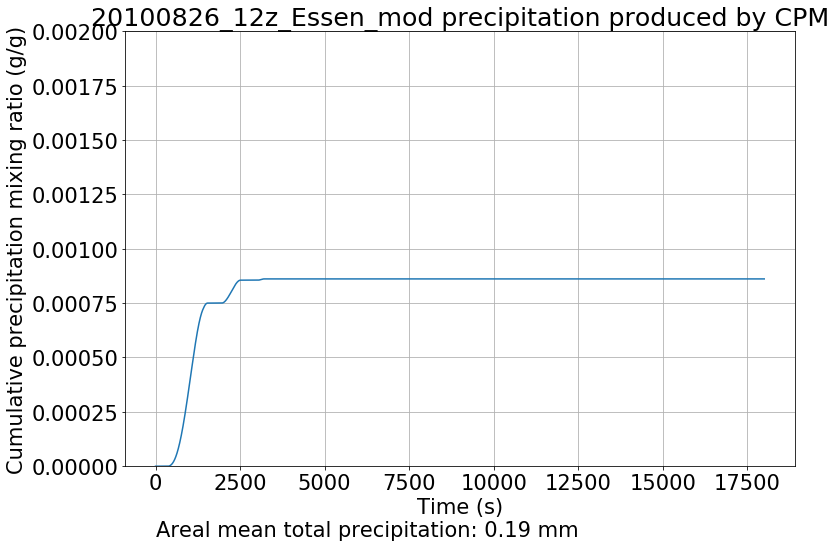 20100826_12z_Essen_mod precipitation produced by CPM
Cumulative precipitation mixing ratio (g/g)
0.00200
0.00175
0.00150
0.00125
0.00100
0.00075
0.00050
0.00025
0.00000
0 2500 5000 7500 10000 12500 15000 17500
Time (s)
Areal mean total precipitation: 0.19 mm